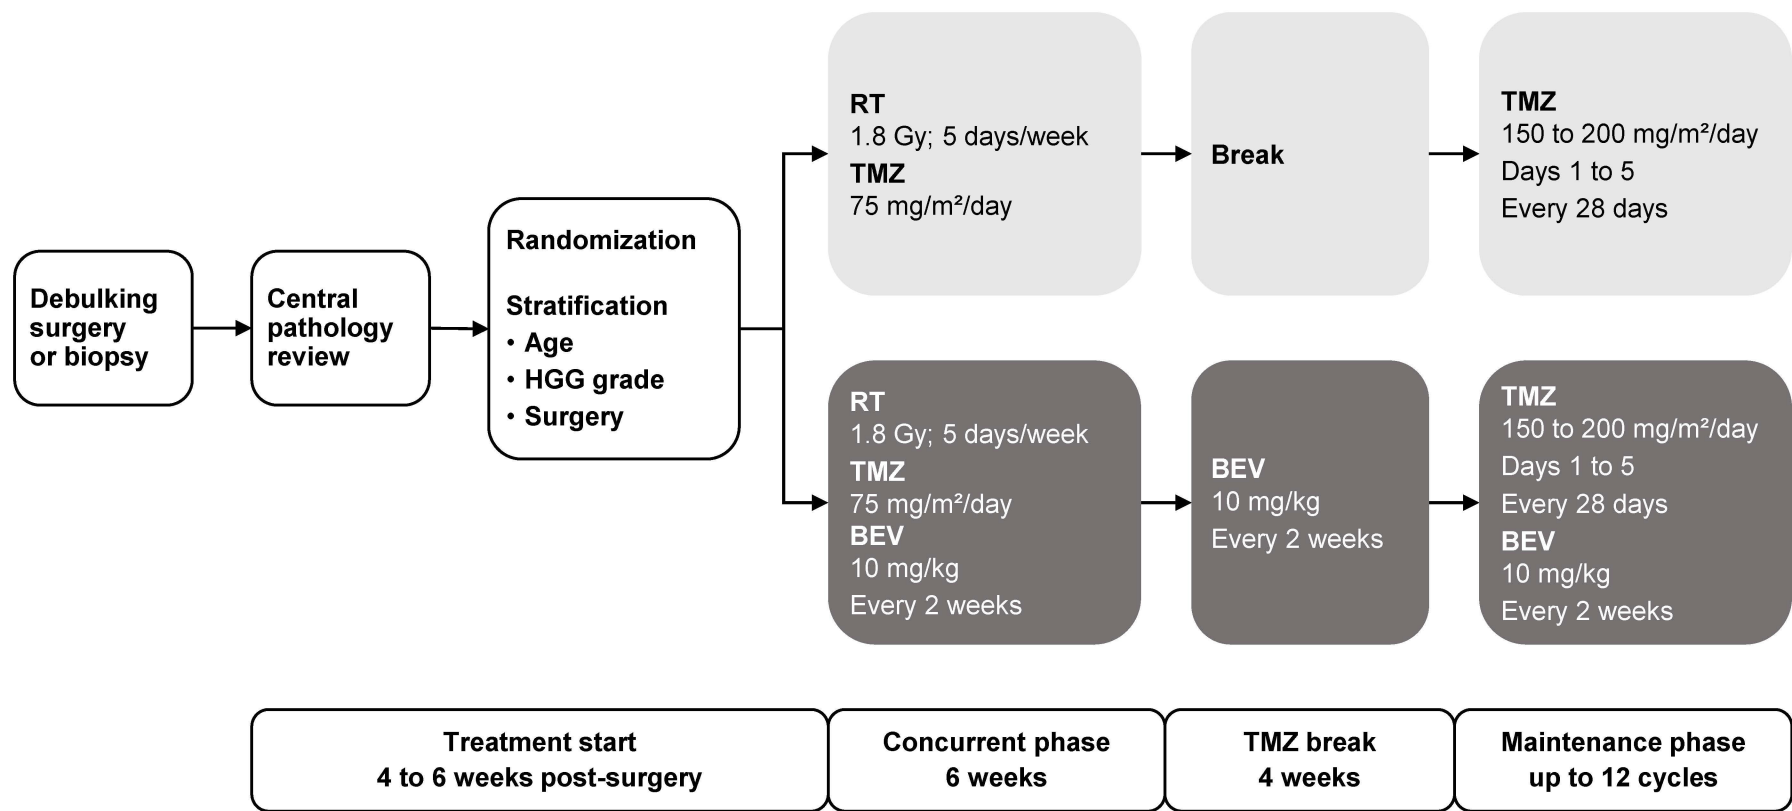 Debulking
surgery
or biopsy
Central
pathology
review
Randomization
Stratification
• Age
• HGG grade
• Surgery
RT
1.8 Gy; 5 days/week
TMZ
75 mg/m²/day
Break
TMZ
150 to 200 mg/m²/day
Days 1 to 5
Every 28 days
RT
1.8 Gy; 5 days/week
TMZ
75 mg/m²/day
BEV
10 mg/kg
Every 2 weeks
BEV
10 mg/kg
Every 2 weeks
TMZ
150 to 200 mg/m²/day
Days 1 to 5
Every 28 days
BEV
10 mg/kg
Every 2 weeks
Treatment start
4 to 6 weeks post-surgery
Concurrent phase
6 weeks
TMZ break
4 weeks
Maintenance phase
up to 12 cycles